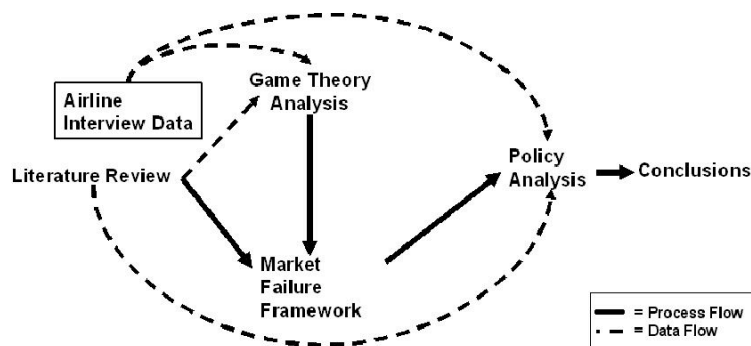 Game Theory
Analysis
Airline
Interview Data
Literature Review
Policy
Analysis
Conclusions
Market
Failure
Framework
= Process Flow
= Data Flow